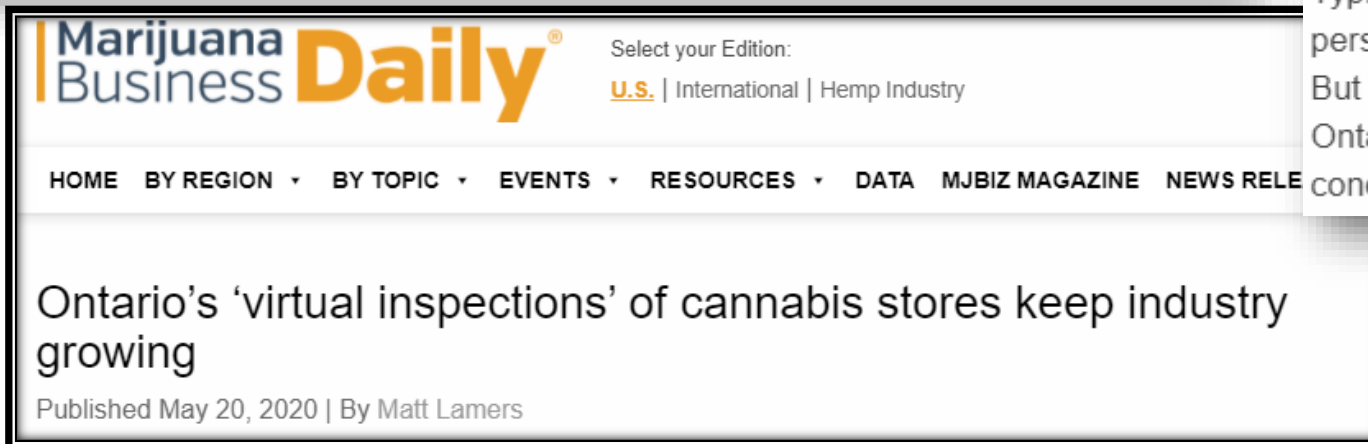 Marijuana
Business Daily®
Select your Edition:
U.S. | International | Hemp Industry
HOME BY REGION ▾ BY TOPIC ▾ EVENTS ▾ RESOURCES ▾ DATA MJBIZ MAGAZINE NEWS
But
Ontario's ‘virtual inspections’ of cannabis stores keep industry
growing
Published May 20, 2020 | By Matt Lamers